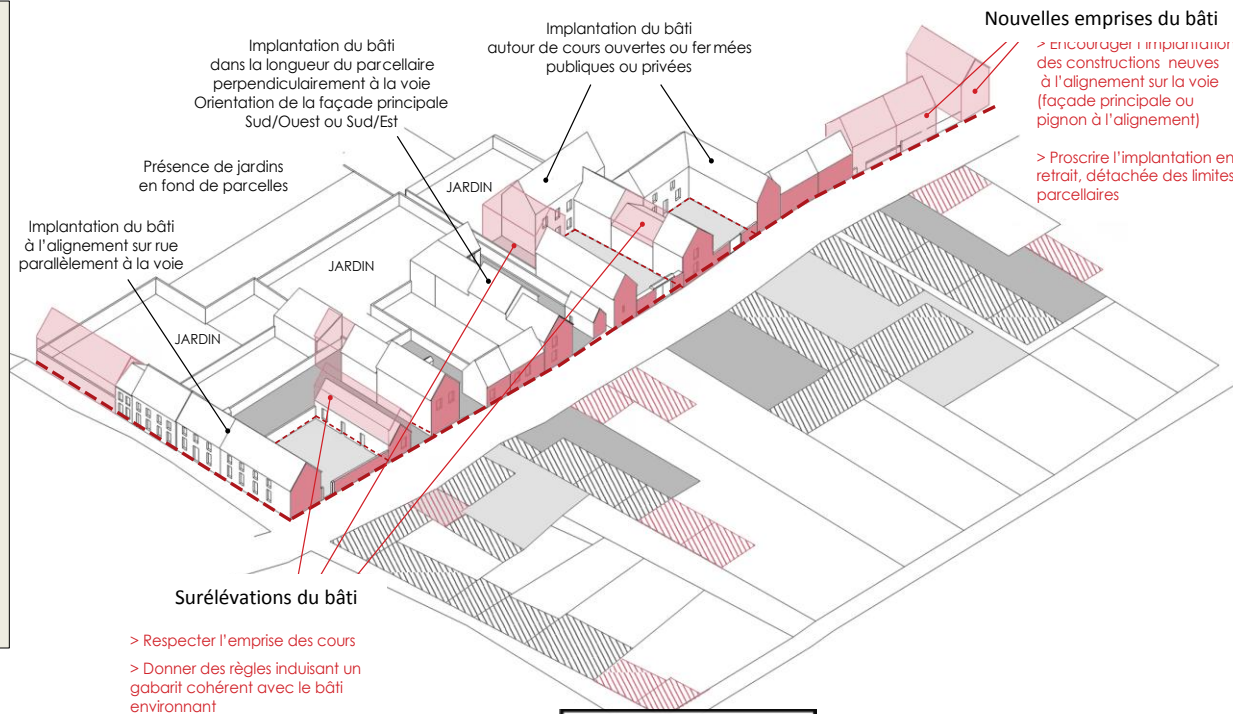 Nouvelles emprises du bâti
> Encourager l'implantation
des constructions neuves
à l'alignement sur la voie
(façade principale ou
pignon à l'alignement)
> Proscrire l'implantation en
retrait, détachée des limites
parcellaires
Implantation du bâti
autour de cours ouvertes ou fermées
publiques ou privées
Implantation du bâti
dans la longueur du parcellaire
perpendiculairement à la voie
Orientation de la façade principale
Sud/Ouest ou Sud/Est
Présence de jardins
en fond de parcelles
Implantation du bâti
à l'alignement sur rue
parallèlement à la voie
JARDIN
JARDIN
JARDIN
Surélévations du bâti
> Respecter l'emprise des cours
> Donner des règles induisant un
gabarit cohérent avec le bâti
environnant